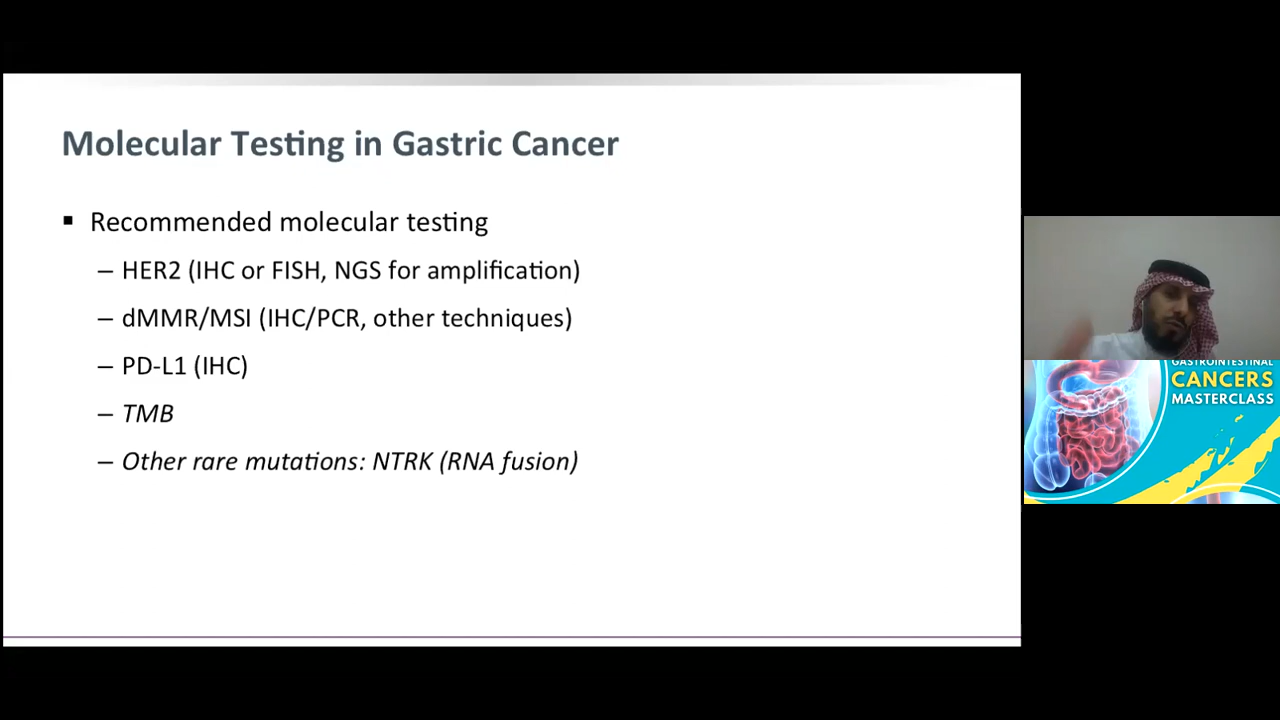 Molecular Testing in Gastric Cancer
▪ Recommended molecular testing
– HER2 (IHC or FISH, NGS for amplification)
– dMMR/MSI (IHC/PCR, other techniques)
– PD-L1 (IHC)
– TMB
– Other rare mutations: NTRK (RNA fusion)
GASTROINTESTINAL
CANCERS
MASTERCLASS